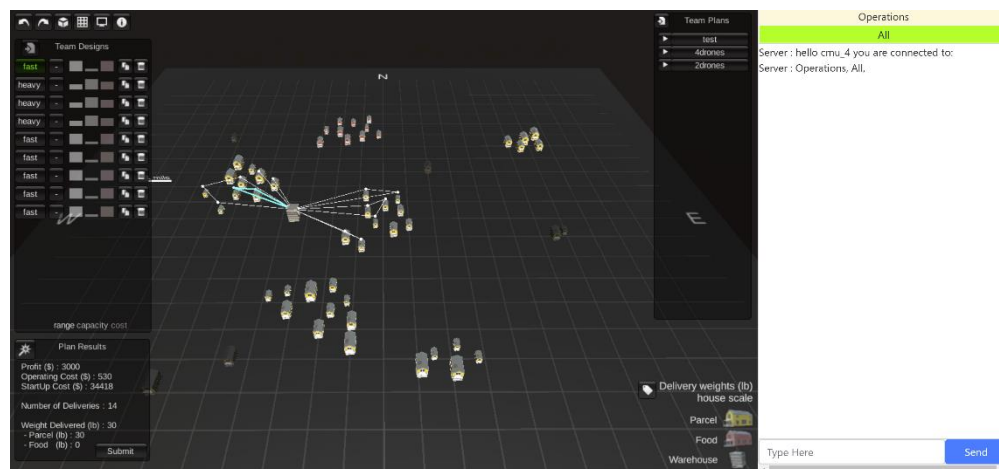 Team Designs
fast -
heavy -
heavy -
heavy -
fast -
fast -
fast -
fast -
fast -
range capacity cost
Plan Results
Profit ($) : 3000
Operating Cost ($) : 530
StartUp Cost ($) : 34418
Number of Deliveries : 14
Weight Delivered (lb) : 30
- Parcel (lb) : 30
- Food (lb) : 0
Submit
N
W
E
Team Plans
test
4drones
2drones
Delivery weights (lb)
house scale
Parcel
Food
Warehouse
Operations
All
Server : hello cmu_4 you are connected to:
Server : Operations, All,
Type Here
Send